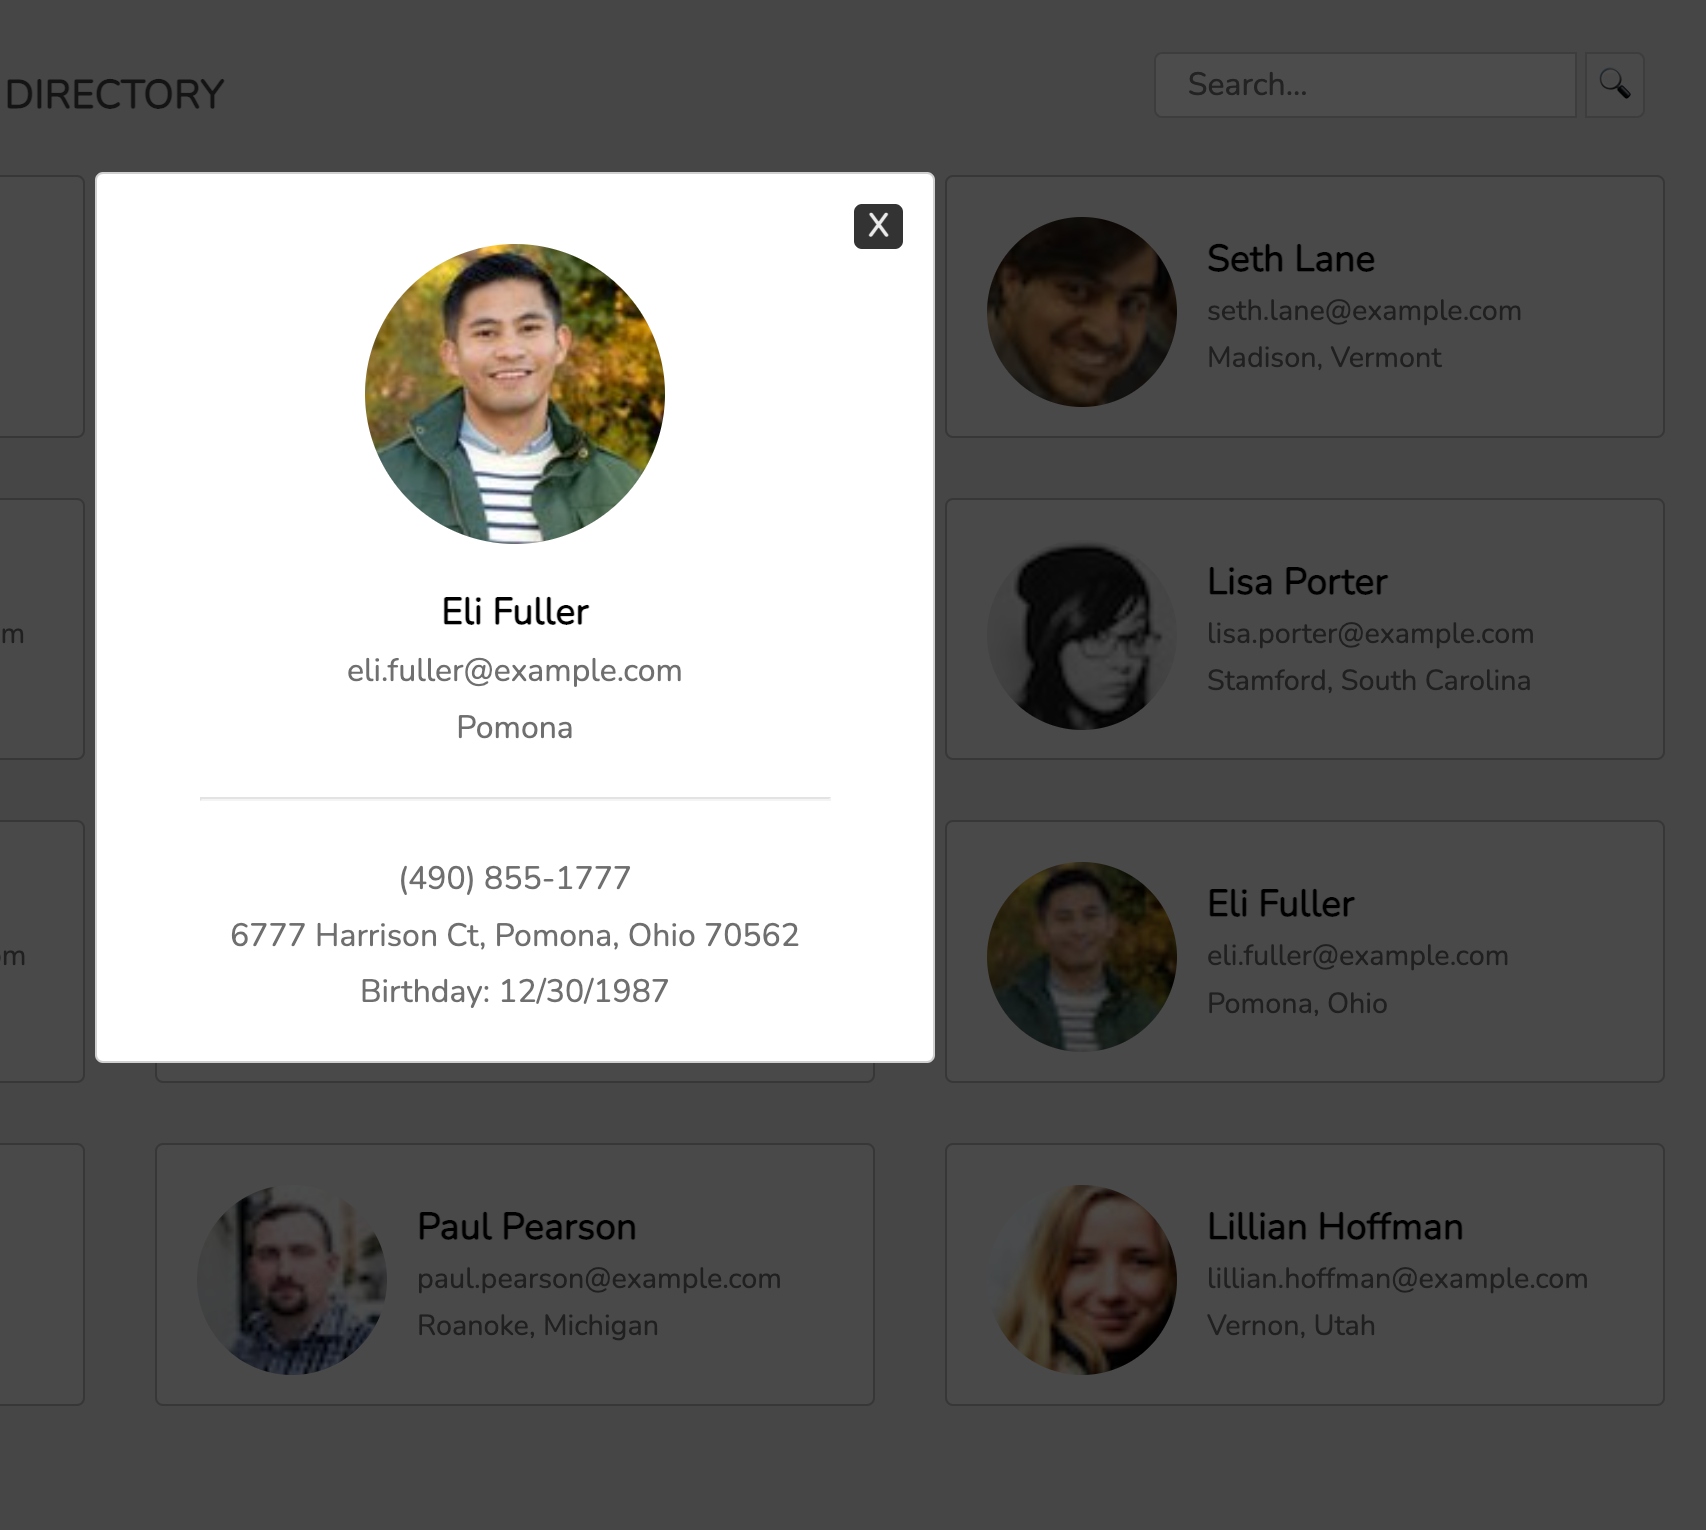 DIRECTORY
Search...
X
Eli Fuller
eli.fuller@example.com
Pomona
(490) 855-1777
6777 Harrison Ct, Pomona, Ohio 70562
Birthday: 12/30/1987
Seth Lane
seth.lane@example.com
Madison, Vermont
m
Lisa Porter
lisa.porter@example.com
Stamford, South Carolina
om
Eli Fuller
eli.fuller@example.com
Pomona, Ohio
Paul Pearson
paul.pearson@example.com
Roanoke, Michigan
Lillian Hoffman
lillian.hoffman@example.com
Vernon, Utah